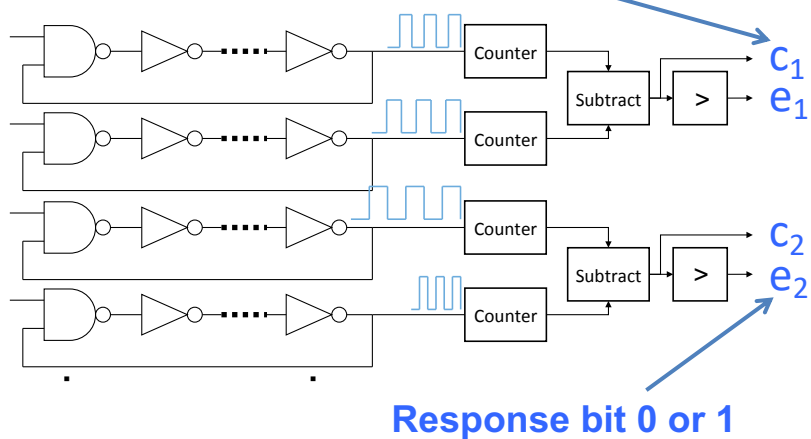 Counter
c1
Subtract
>
e1
Counter
Counter
c2
Subtract
>
e2
Counter
Response bit 0 or 1